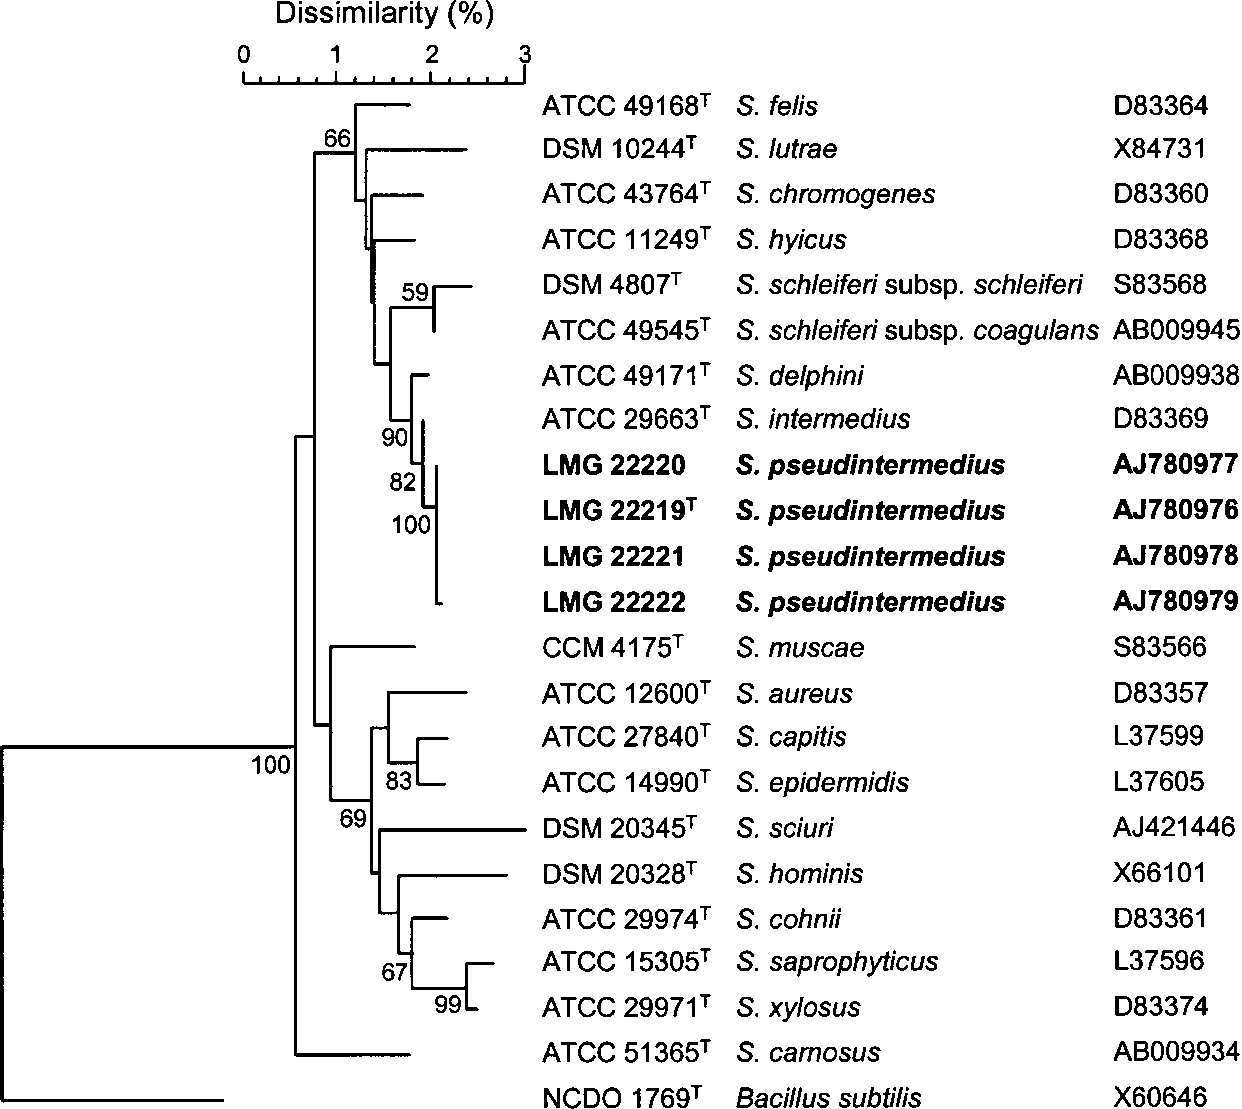 Dissimilarity (%)
0 1 2 3
ATCC 49168T S. felis D83364
66
DSM 10244T S. lutrae X84731
ATCC 43764T S. chromogenes D83360
ATCC 11249T S. hyicus D83368
59 DSM 4807T S. schleiferi subsp. schleiferi S83568
ATCC 49545T S. schleiferi subsp. coagulans AB009945
ATCC 49171T S. delphini AB009938
ATCC 29663T S. intermedius D83369
90
LMG 22220 S. pseudintermedius AJ780977
82
LMG 22219T S. pseudintermedius AJ780976
100
LMG 22221 S. pseudintermedius AJ780978
LMG 22222 S. pseudintermedius AJ780979
CCM 4175T S. muscae S83566
ATCC 12600T S. aureus D83357
ATCC 27840T S. capitis L37599
100
83 ATCC 14990T S. epidermidis L37605
69
DSM 20345T S. sciuri AJ421446
DSM 20328T S. hominis X66101
ATCC 29974T S. cohnii D83361
ATCC 15305T S. saprophyticus L37596
67
99 ATCC 29971T S. xylosus D83374
ATCC 51365T S. carnosus AB009934
NCDO 1769T Bacillus subtilis X60646